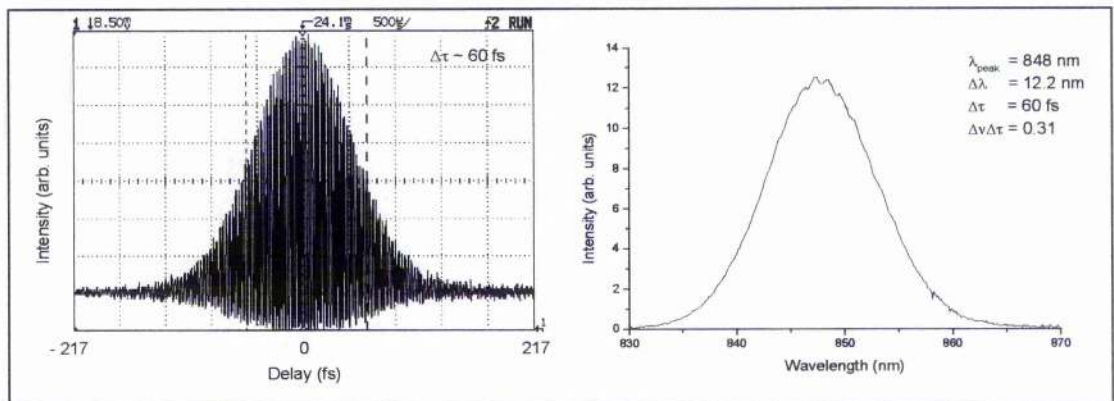 1 18.50V -24.1 500 f2 RUN
Δτ ~ 60 fs
Intensity (arb. units)
- 217 0 217
Delay (fs)
14
12
10
8
6
4
2
0
Intensity (arb. units)
λpeak = 848 nm
Δλ = 12.2 nm
Δτ = 60 fs
ΔνΔτ = 0.31
830 840 850 860 870
Wavelength (nm)